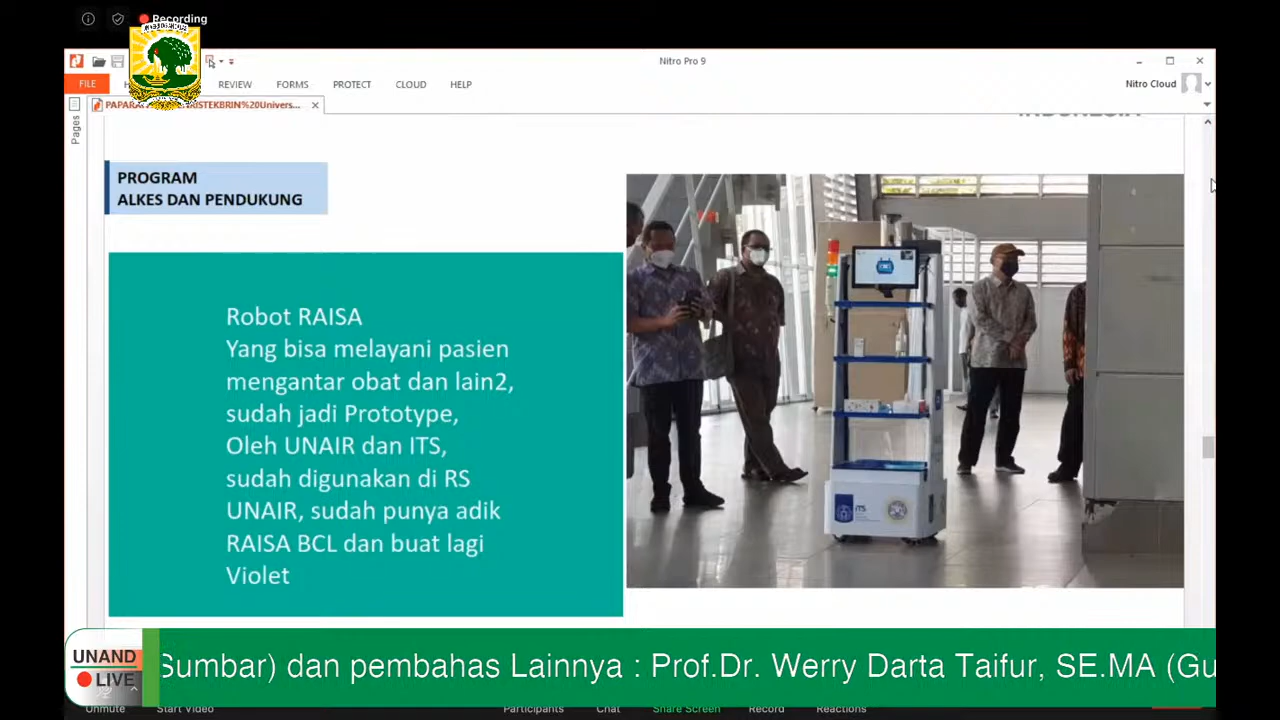 Recording
Nitro Pro 9
FILE
REVIEW
FORMS
PROTECT
CLOUD
HELP
Nitro Cloud
Pages
INDONESIA
PROGRAM
ALKES DAN PENDUKUNG
Robot RAISA
Yang bisa melayani pasien
mengantar obat dan lain2,
sudah jadi Prototype,
Oleh UNAIR dan ITS,
sudah digunakan di RS
UNAIR, sudah punya adik
RAISA BCL dan buat lagi
Violet
iTS
UNAND
LIVE
Sumbar) dan pembahas Lainnya : Prof.Dr. Werry Darta Taifur, SE.MA (Gu
Unmute
Start Video
Participants
Chat
Share Screen
Record
Reactions